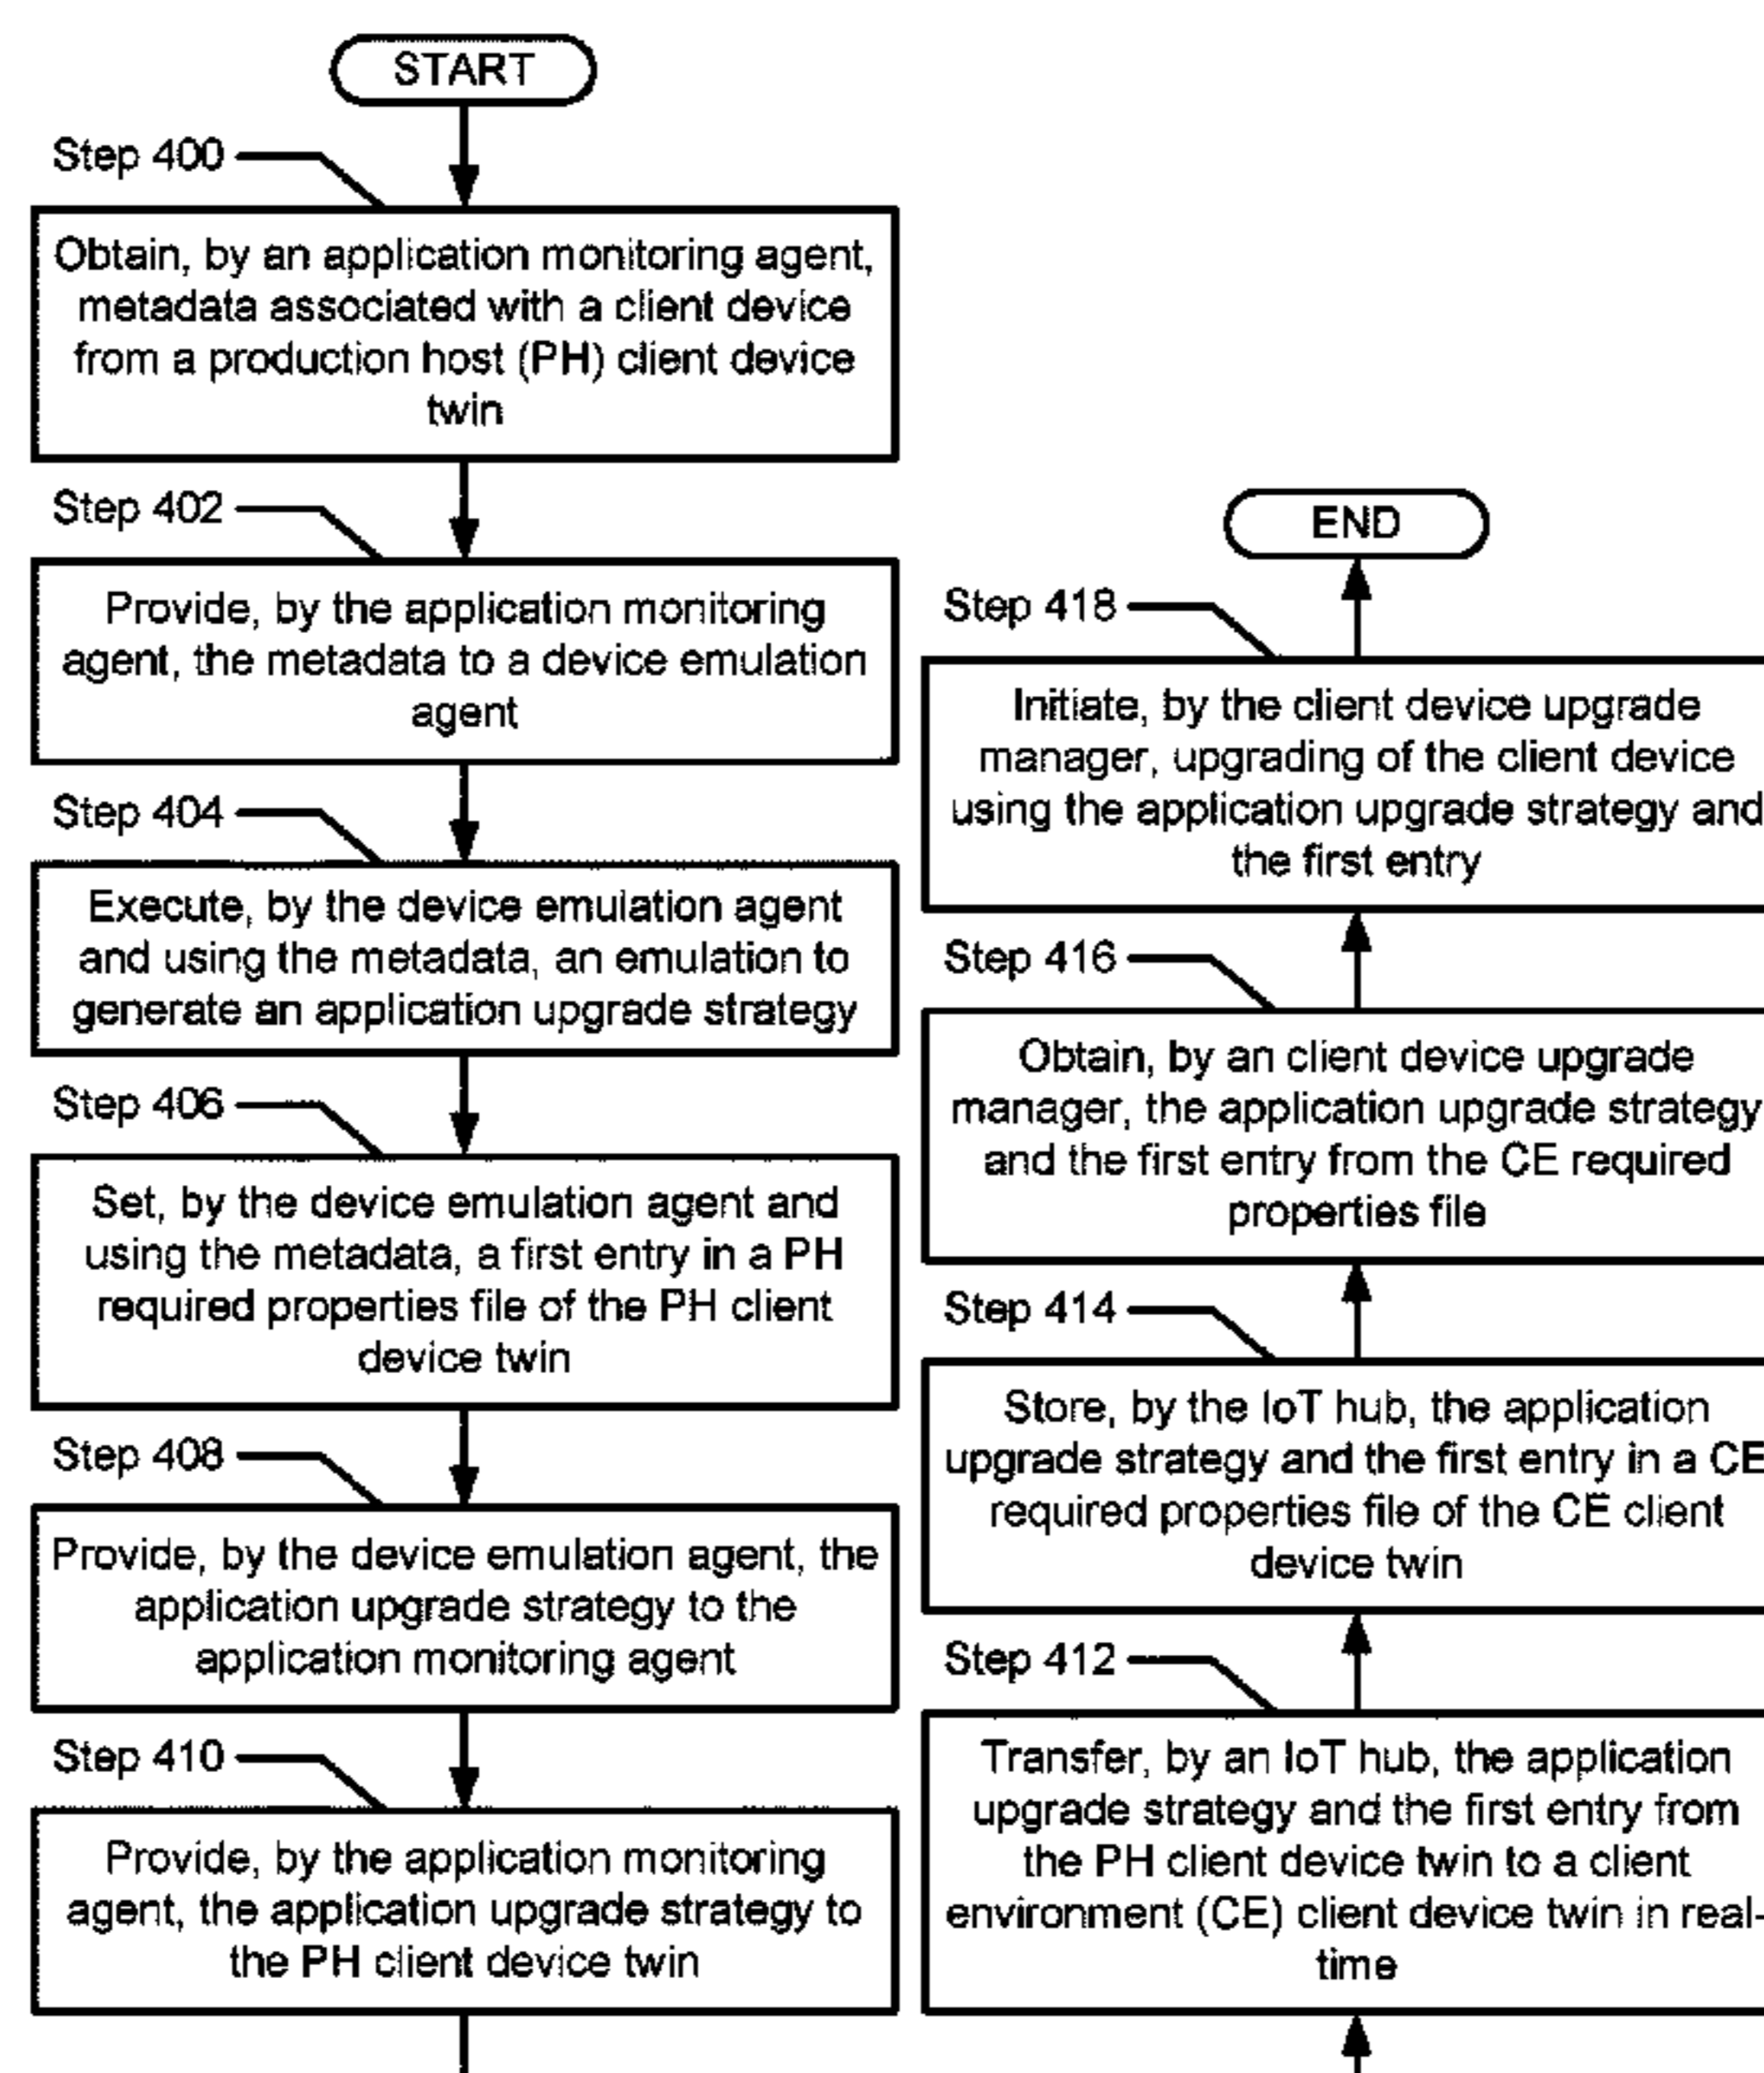 START
Step 400
Obtain, by an application monitoring agent,
metadata associated with a client device
from a production host (PH) client device
twin
Step 402
Provide, by the application monitoring
agent, the metadata to a device emulation
agent
Step 404
Execute, by the device emulation agent
and using the metadata, an emulation to
generate an application upgrade strategy
Step 406
Set, by the device emulation agent and
using the metadata, a first entry in a PH
required properties file of the PH client
device twin
Step 408
Provide, by the device emulation agent, the
application upgrade strategy to the
application monitoring agent
Step 410
Provide, by the application monitoring
agent, the application upgrade strategy to
the PH client device twin
END
Step 418
Initiate, by the client device upgrade
manager, upgrading of the client device
using the application upgrade strategy and
the first entry
Step 416
Obtain, by an client device upgrade
manager, the application upgrade strategy
and the first entry from the CE required
properties file
Step 414
Store, by the IoT hub, the application
upgrade strategy and the first entry in a CE
required properties file of the CE client
device twin
Step 412
Transfer, by an IoT hub, the application
upgrade strategy and the first entry from
the PH client device twin to a client
environment (CE) client device twin in real-
time